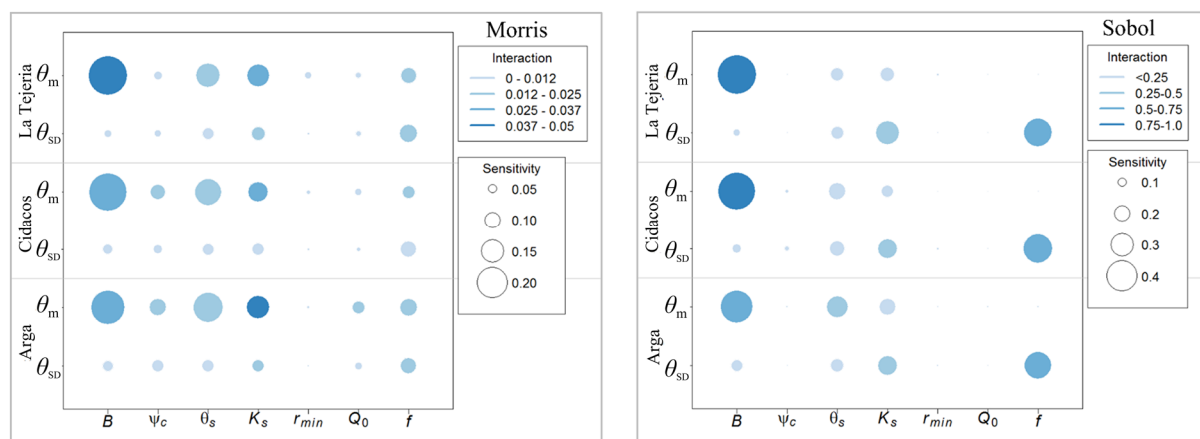 Morris
La Tejeria
θm
θSD
Cidacos
θm
θSD
Arga
θm
θSD
B ψc θs Ks rmin Q0 f
Interaction
0 - 0.012
0.012 - 0.025
0.025 - 0.037
0.037 - 0.05
Sensitivity
0.05
0.10
0.15
0.20
Sobol
La Tejeria
θm
θSD
Cidacos
θm
θSD
Arga
θm
θSD
B ψc θs Ks rmin Q0 f
Interaction
<0.25
0.25-0.5
0.5-0.75
0.75-1.0
Sensitivity
0.1
0.2
0.3
0.4